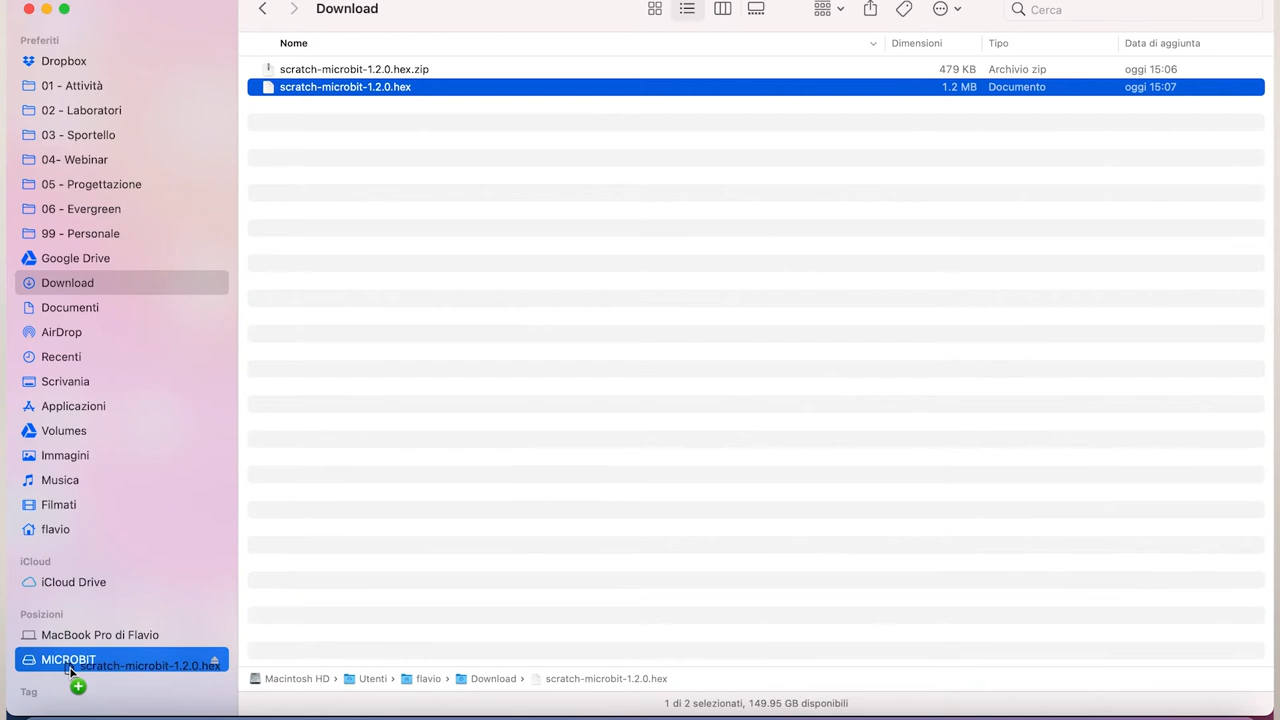 Download
Cerca
Preferiti
Dropbox
01 - Attività
02 - Laboratori
03 - Sportello
04- Webinar
05 - Progettazione
06 - Evergreen
99 - Personale
Google Drive
Download
Documenti
AirDrop
Recenti
Scrivania
Applicazioni
Volumes
Immagini
Musica
Filmati
flavio
iCloud
iCloud Drive
Posizioni
MacBook Pro di Flavio
MICROBIT
scratch-microbit-1.2.0.hex
Tag
Nome Dimensioni Tipo Data di aggiunta
scratch-microbit-1.2.0.hex.zip 479 KB Archivio zip oggi 15:06
scratch-microbit-1.2.0.hex 1.2 MB Documento oggi 15:07
Macintosh HD › Utenti › flavio › Download › scratch-microbit-1.2.0.hex
1 di 2 selezionati, 149.95 GB disponibili